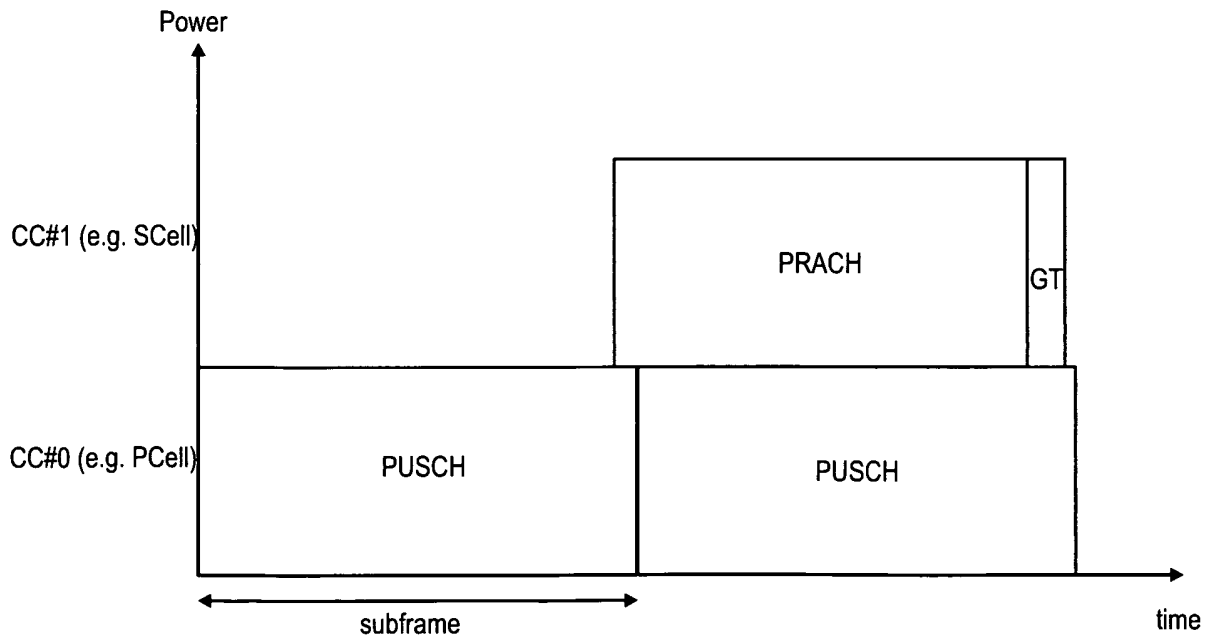 Power
CC#1 (e.g. SCell)
PRACH
GT
CC#0 (e.g. PCell)
PUSCH
PUSCH
subframe
time